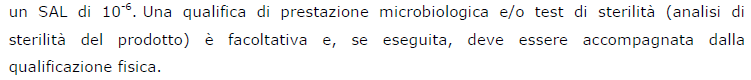 un SAL di 10⁻⁶. Una qualifica di prestazione microbiologica e/o test di sterilità (analisi di
sterilità del prodotto) è facoltativa e, se eseguita, deve essere accompagnata dalla
qualificazione fisica.